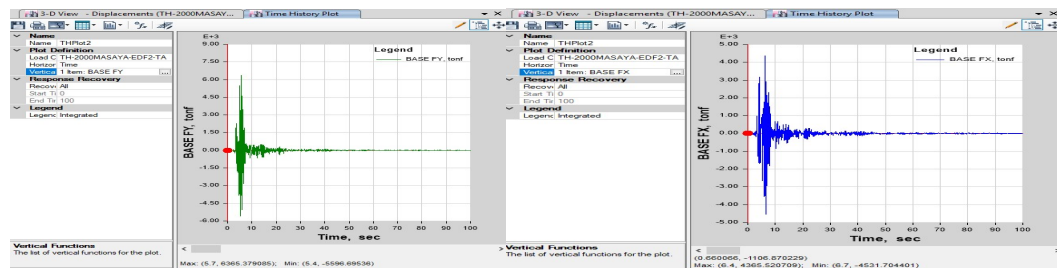 3-D View - Displacements (TH-2000MASAY...
Time History Plot
Name
Name THPlot2
Plot Definition
Load C TH-2000MASAYA-EDF2-TA
Horizor Time
Vertica 1 Item: BASE FY ...
Response Recovery
Recove All
Start Ti 0
End Tir 100
Legend
Legenc Integrated
Vertical Functions
The list of vertical functions for the plot.
E+3
9.00
7.50
6.00
4.50
3.00
1.50
0.00
-1.50
-3.00
-4.50
-6.00
BASE FY, tonf
Legend
BASE FY, tonf
0 10 20 30 40 50 60 70 80 90 100
Time, sec
Max: (5.7, 6365.379085); Min: (5.4, -5596.69536)
3-D View - Displacements (TH-2000MASAY...
Time History Plot
Name
Name THPlot2
Plot Definition
Load C TH-2000MASAYA-EDF2-TA
Horizor Time
Vertica 1 Item: BASE FX ...
Response Recovery
Recove All
Start Ti 0
End Tir 100
Legend
Legenc Integrated
Vertical Functions
The list of vertical functions for the plot.
E+3
5.00
4.00
3.00
2.00
1.00
0.00
-1.00
-2.00
-3.00
-4.00
-5.00
BASE FX, tonf
Legend
BASE FX, tonf
0 10 20 30 40 50 60 70 80 90 100
Time, sec
(0.660066, -1106.870229)
Max: (6.4, 4365.520709); Min: (6.7, -4531.704401)